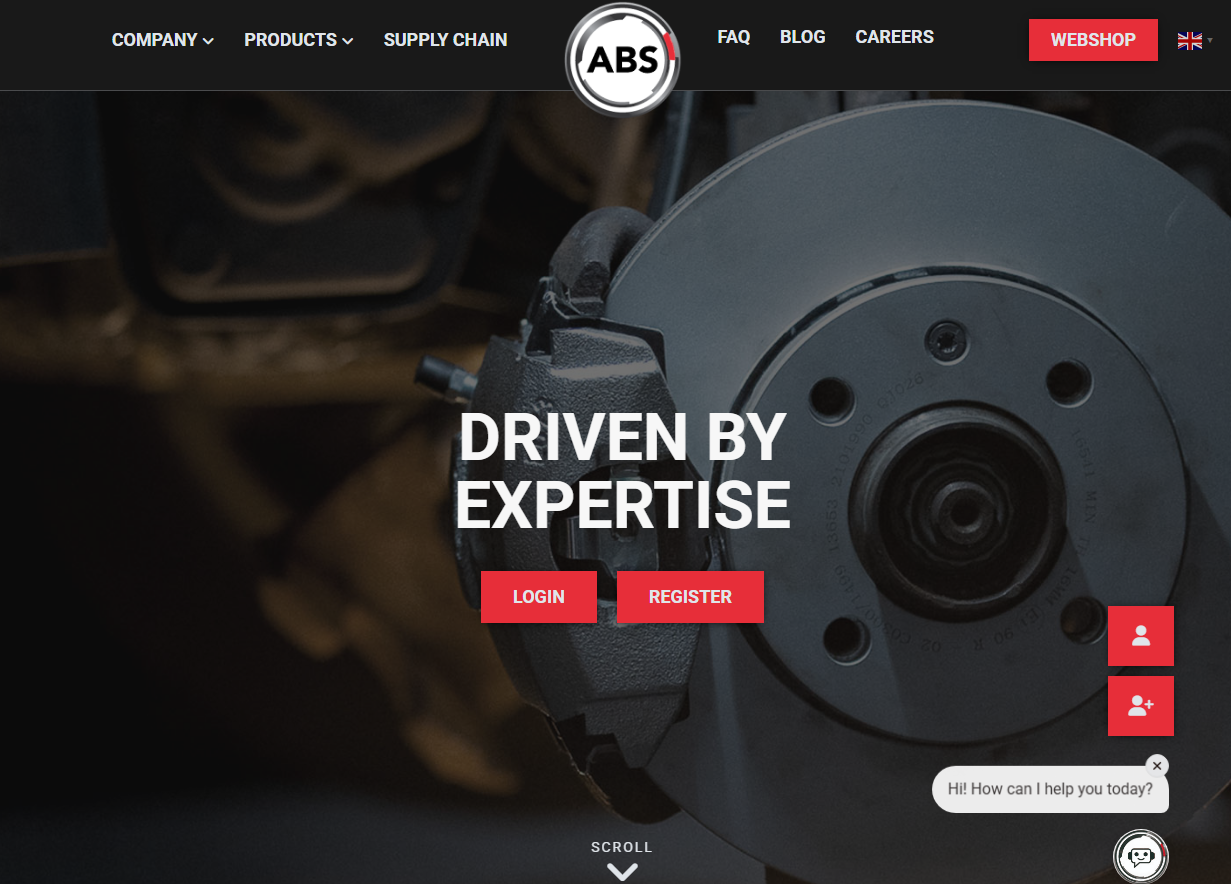 COMPANY
PRODUCTS
SUPPLY CHAIN
ABS
FAQ
BLOG
CAREERS
WEBSHOP
DRIVEN BY
EXPERTISE
LOGIN
REGISTER
Hi! How can I help you today?
SCROLL